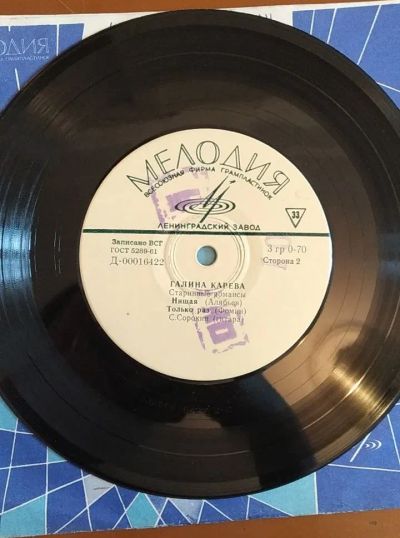 МЕЛОДИЯ
ВСЕСОЮЗНАЯ ФИРМА ГРАМПЛАСТИНОК
ЛЕНИНГРАДСКИЙ ЗАВОД
33
Записано ВСГ
ГОСТ 5289-61
Д-00016422
3 гр 0-70
Сторона 2
ГАЛИНА КАРЕВА
Старинные романсы
Нищая (Алябьев)
Только раз (Фомин)
С.Сорокин (гитара)